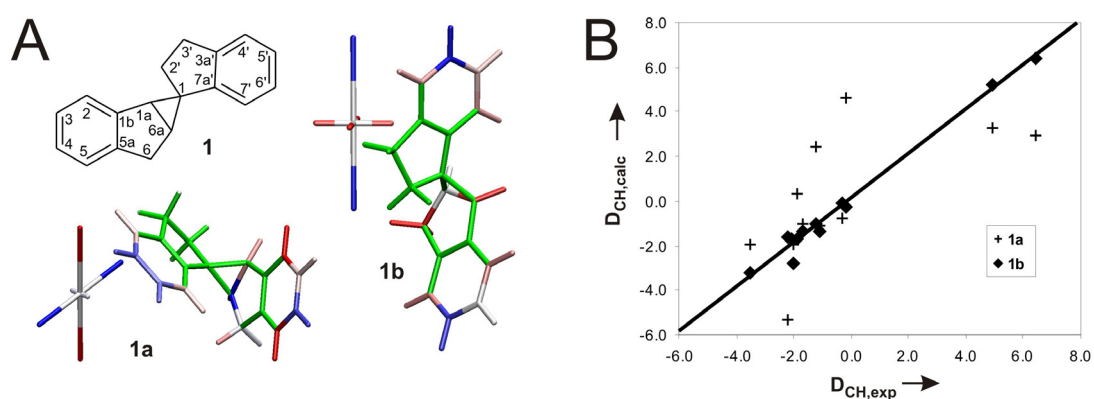 A
3'
4'
2'
3a'
5'
7a'
6'
1
7'
2
1b
1a
3
6a
4
5a
5
6
1
1a
1b
B
8.0
6.0
4.0
2.0
0.0
-2.0
-4.0
-6.0
D_CH,calc
+ 1a
◆ 1b
-6.0 -4.0 -2.0 0.0 2.0 4.0 6.0 8.0
D_CH,exp